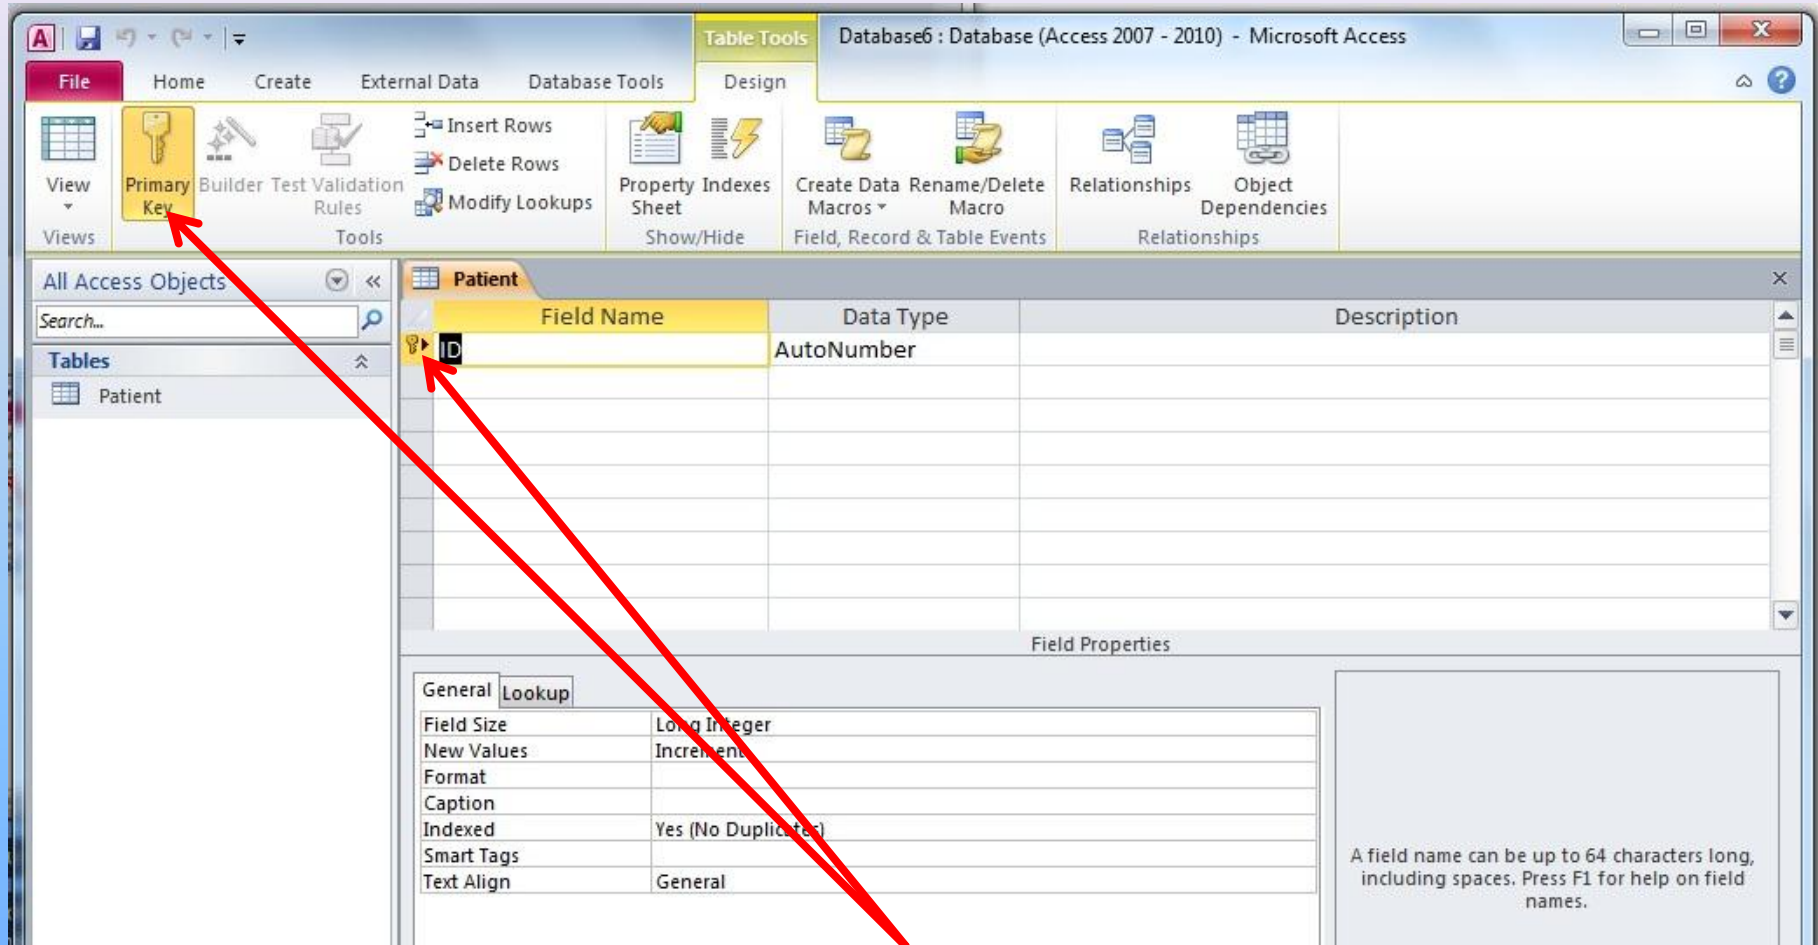 Table Tools
Database6 : Database (Access 2007 - 2010) - Microsoft Access
File
Home
Create
External Data
Database Tools
Design
View
Primary Key
Builder
Test Validation Rules
Insert Rows
Delete Rows
Modify Lookups
Property Sheet
Indexes
Create Data Macros
Rename/Delete Macro
Relationships
Object Dependencies
Views
Tools
Show/Hide
Field, Record & Table Events
Relationships
All Access Objects
Search...
Tables
Patient
Patient
Field Name
Data Type
Description
ID
AutoNumber
Field Properties
General
Lookup
Field Size
Long Integer
New Values
Increment
Format
Caption
Indexed
Yes (No Duplicates)
Smart Tags
Text Align
General
A field name can be up to 64 characters long,
including spaces. Press F1 for help on field
names.